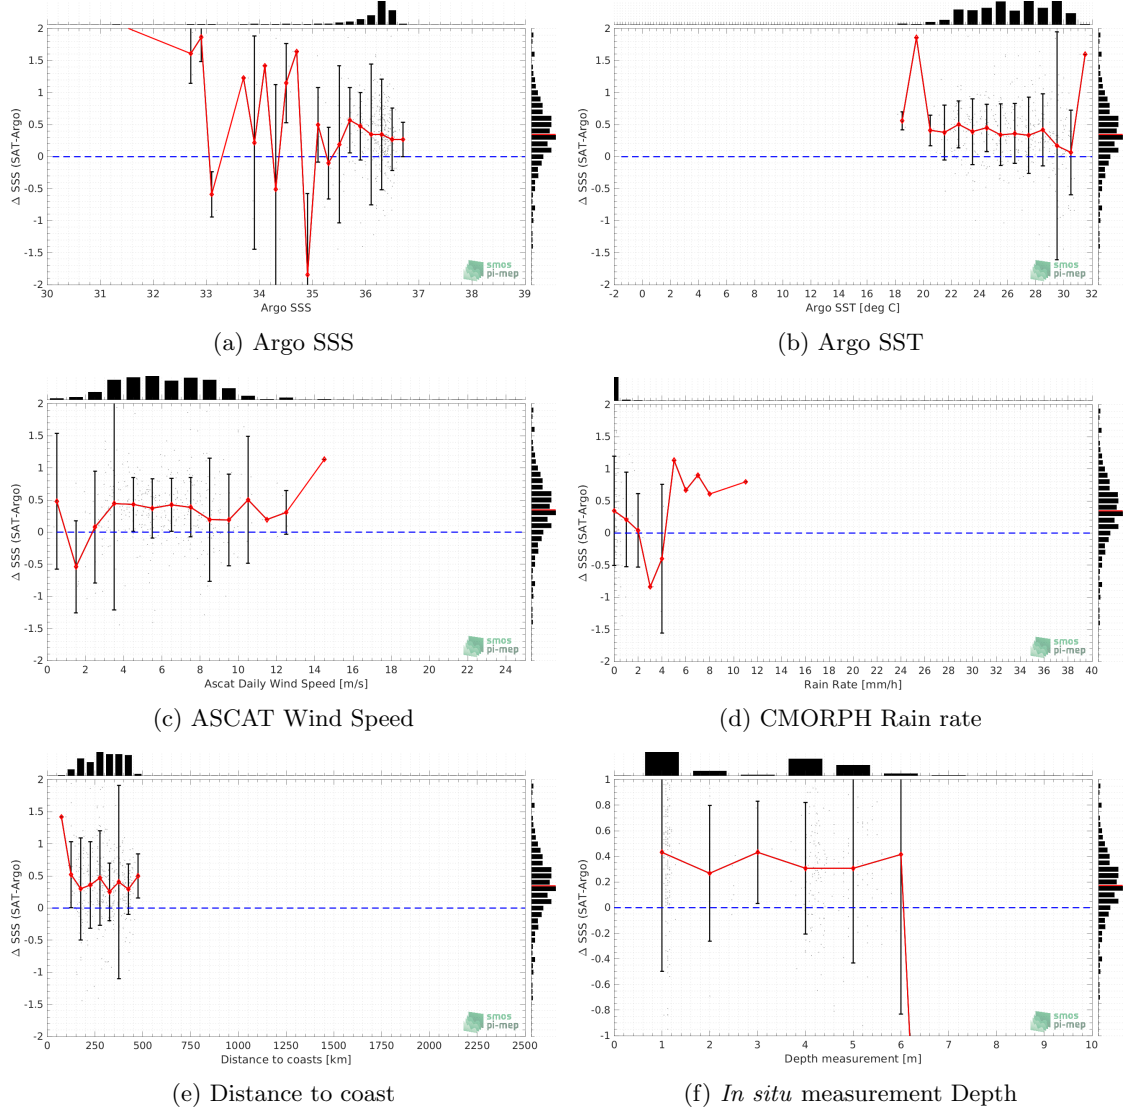 2
1.5
1
0.5
0
-0.5
-1
-1.5
-2
Δ SSS (SAT-Argo)
30 31 32 33 34 35 36 37 38 39
Argo SSS
smos
pi-mep
(a) Argo SSS
2
1.5
1
0.5
0
-0.5
-1
-1.5
-2
Δ SSS (SAT-Argo)
-2 0 2 4 6 8 10 12 14 16 18 20 22 24 26 28 30 32
Argo SST [deg C]
smos
pi-mep
(b) Argo SST
2
1.5
1
0.5
0
-0.5
-1
-1.5
-2
Δ SSS (SAT-Argo)
0 2 4 6 8 10 12 14 16 18 20 22 24
Ascat Daily Wind Speed [m/s]
smos
pi-mep
(c) ASCAT Wind Speed
2
1.5
1
0.5
0
-0.5
-1
-1.5
-2
Δ SSS (SAT-Argo)
0 2 4 6 8 10 12 14 16 18 20 22 24 26 28 30 32 34 36 38 40
Rain Rate [mm/h]
smos
pi-mep
(d) CMORPH Rain rate
2
1.5
1
0.5
0
-0.5
-1
-1.5
-2
Δ SSS (SAT-Argo)
0 250 500 750 1000 1250 1500 1750 2000 2250 2500
Distance to coasts [km]
smos
pi-mep
(e) Distance to coast
1
0.8
0.6
0.4
0.2
0
-0.2
-0.4
-0.6
-0.8
-1
Δ SSS (SAT-Argo)
0 1 2 3 4 5 6 7 8 9 10
Depth measurement [m]
smos
pi-mep
(f) In situ measurement Depth